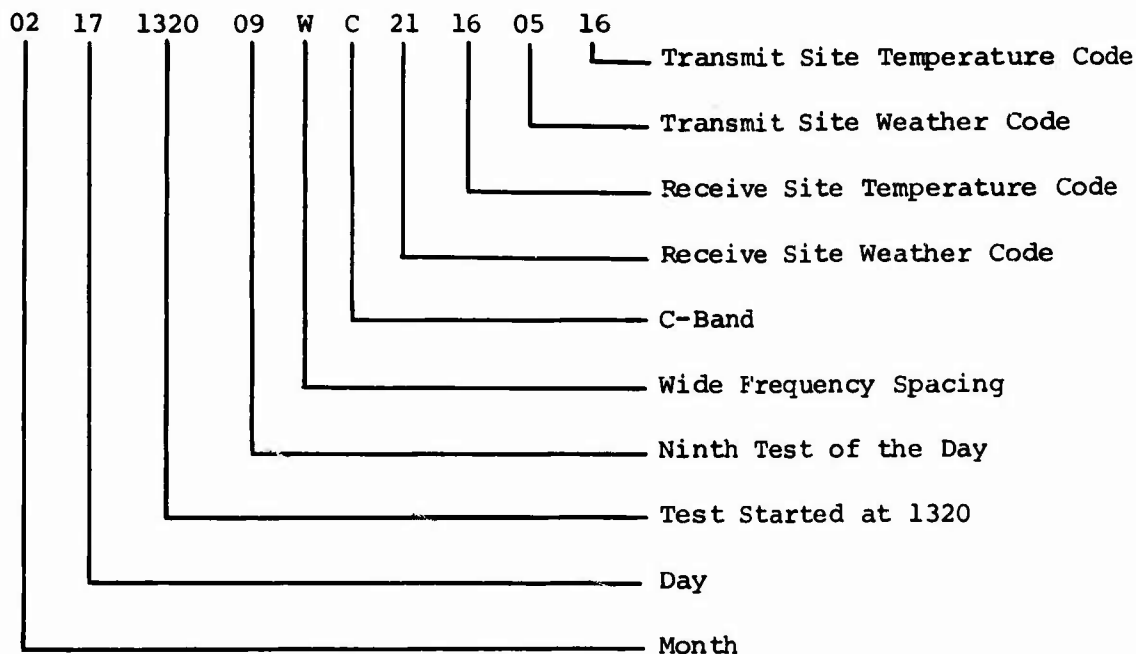 02 17 1320 09 W C 21 16 05 16
Transmit Site Temperature Code
Transmit Site Weather Code
Receive Site Temperature Code
Receive Site Weather Code
C-Band
Wide Frequency Spacing
Ninth Test of the Day
Test Started at 1320
Day
Month